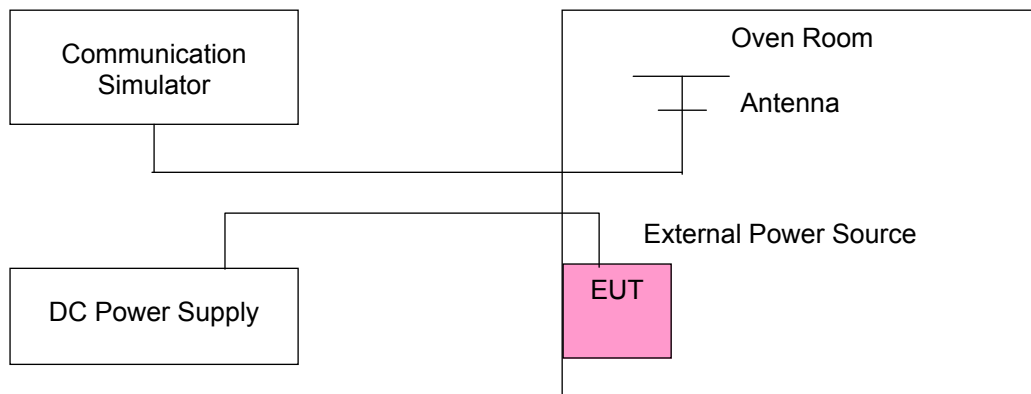 Communication
Simulator
Oven Room
Antenna
External Power Source
DC Power Supply
EUT